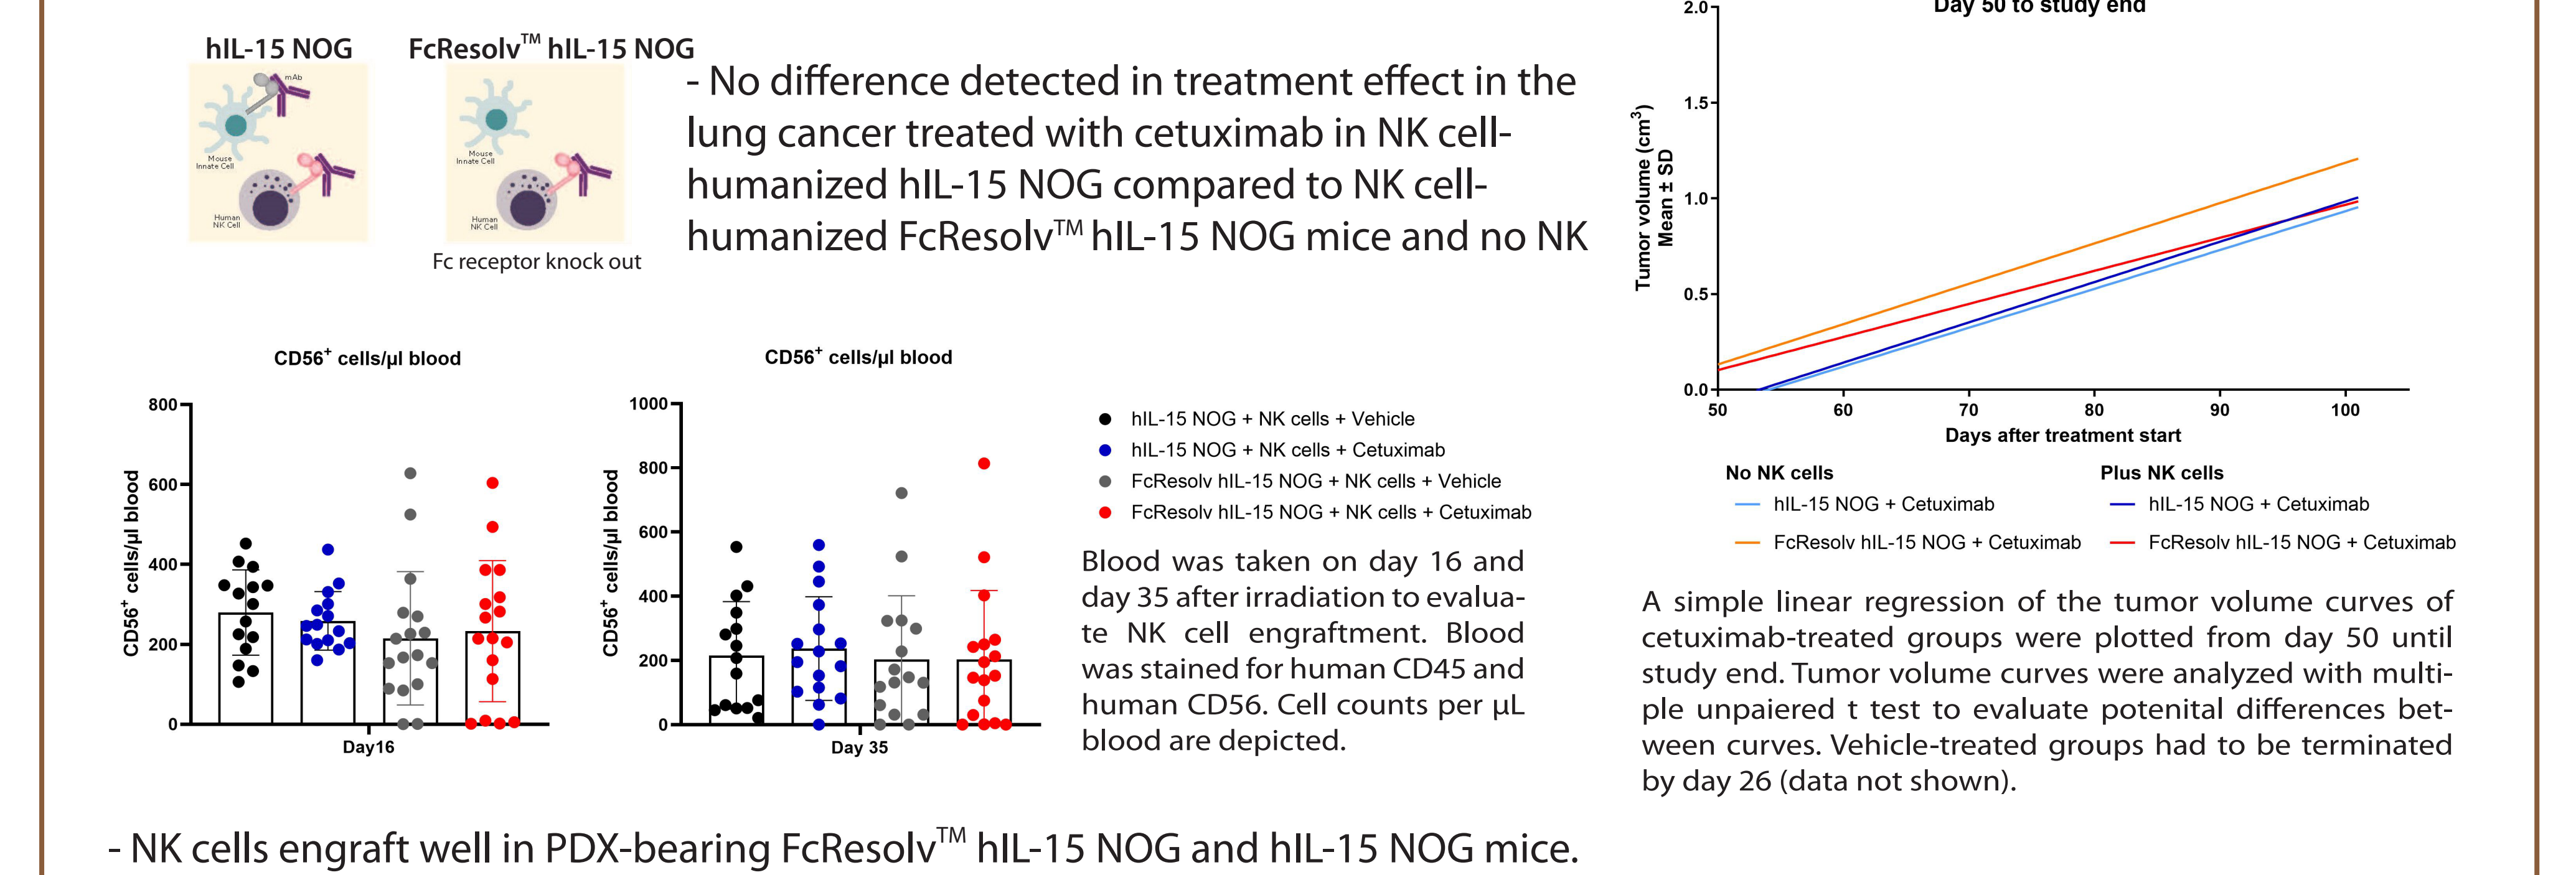 hIL-15 NOG
FcResolv™ hIL-15 NOG
mAb
Mouse
Innate Cell
Human
NK Cell
Mouse
Innate Cell
Human
NK Cell
Fc receptor knock out
- No difference detected in treatment effect in the
lung cancer treated with cetuximab in NK cell-
humanized hIL-15 NOG compared to NK cell-
humanized FcResolv™ hIL-15 NOG mice and no NK
CD56⁺ cells/µl blood
CD56⁺ cells/µl blood
800
600
400
200
0
Day16
CD56⁺ cells/µl blood
CD56⁺ cells/µl blood
1000
800
600
400
200
0
Day 35
hIL-15 NOG + NK cells + Vehicle
hIL-15 NOG + NK cells + Cetuximab
FcResolv hIL-15 NOG + NK cells + Vehicle
FcResolv hIL-15 NOG + NK cells + Cetuximab
Blood was taken on day 16 and
day 35 after irradiation to evalua-
te NK cell engraftment. Blood
was stained for human CD45 and
human CD56. Cell counts per µL
blood are depicted.
- NK cells engraft well in PDX-bearing FcResolv™ hIL-15 NOG and hIL-15 NOG mice.
Day 50 to study end
Tumor volume (cm³)
Mean ± SD
2.0
1.5
1.0
0.5
0.0
50 60 70 80 90 100
Days after treatment start
No NK cells
hIL-15 NOG + Cetuximab
FcResolv hIL-15 NOG + Cetuximab
Plus NK cells
hIL-15 NOG + Cetuximab
FcResolv hIL-15 NOG + Cetuximab
A simple linear regression of the tumor volume curves of
cetuximab-treated groups were plotted from day 50 until
study end. Tumor volume curves were analyzed with multi-
ple unpaiered t test to evaluate potenital differences bet-
ween curves. Vehicle-treated groups had to be terminated
by day 26 (data not shown).